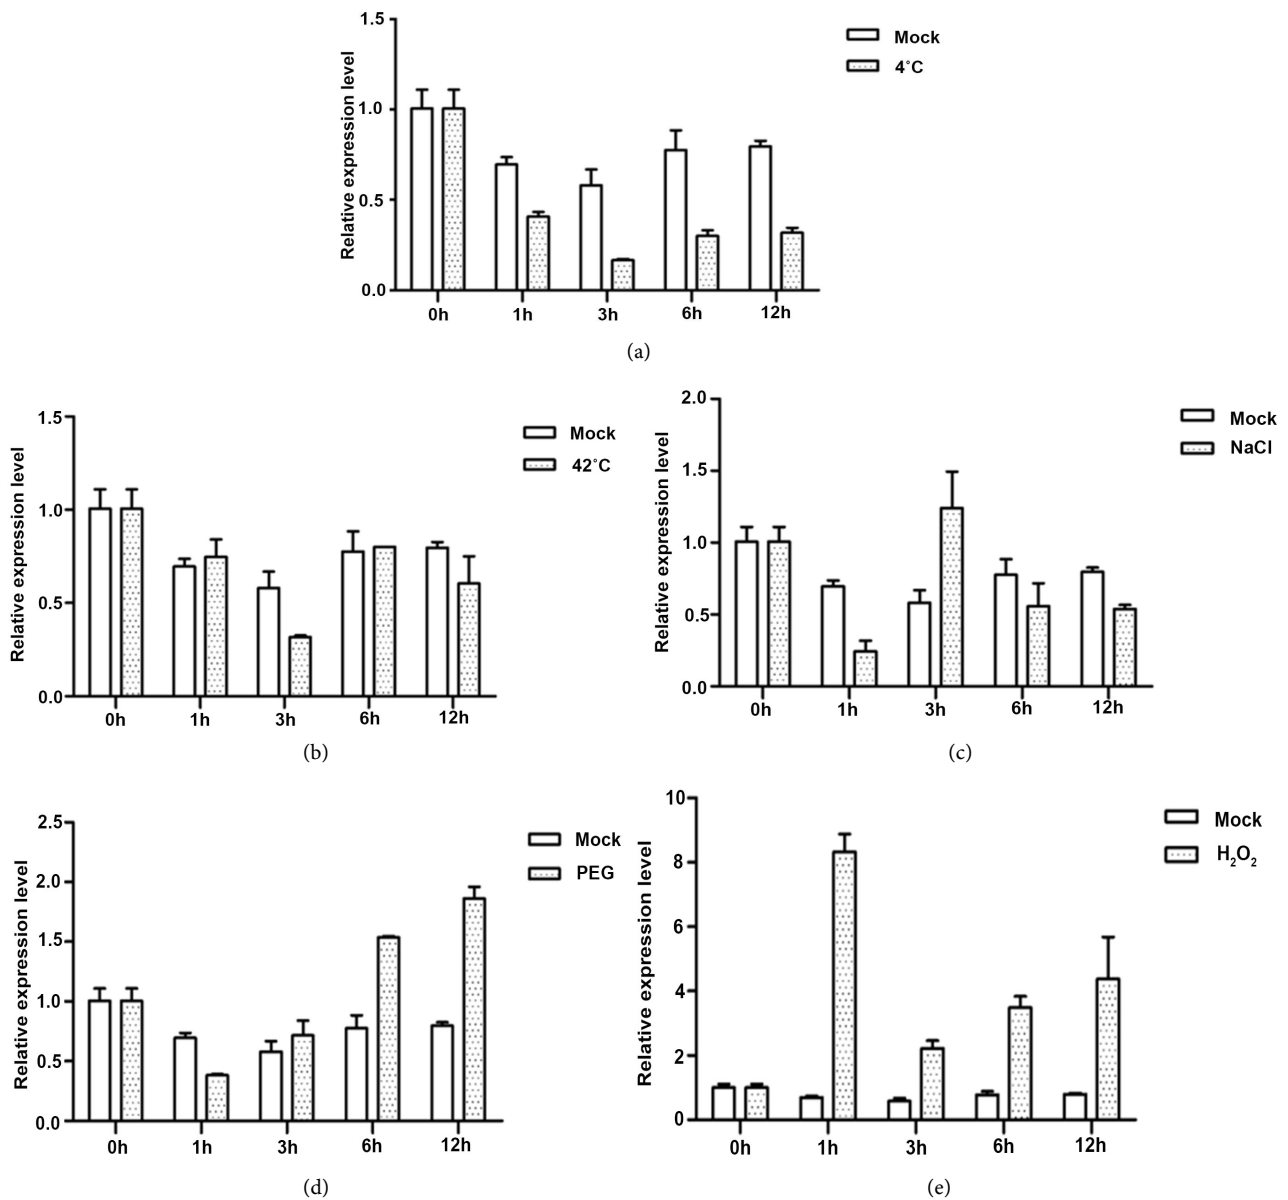 Relative expression level
1.5
1.0
0.5
0.0
0h 1h 3h 6h 12h
Mock
4°C
(a)
Relative expression level
1.5
1.0
0.5
0.0
0h 1h 3h 6h 12h
Mock
42°C
(b)
Relative expression level
2.0
1.5
1.0
0.5
0.0
0h 1h 3h 6h 12h
Mock
NaCl
(c)
Relative expression level
2.5
2.0
1.5
1.0
0.5
0.0
0h 1h 3h 6h 12h
Mock
PEG
(d)
Relative expression level
10
8
6
4
2
0
0h 1h 3h 6h 12h
Mock
H₂O₂
(e)